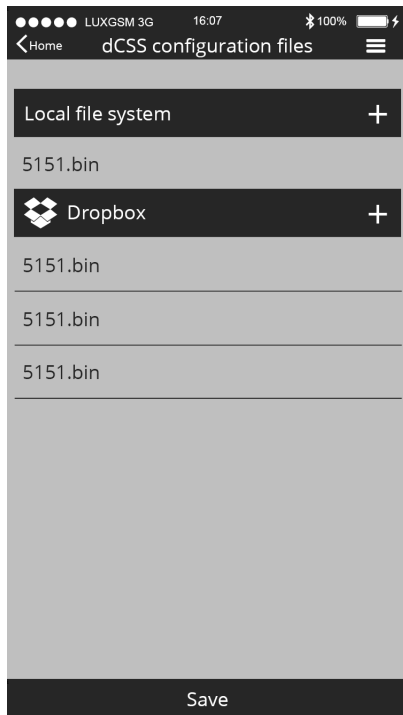 LUXGSM 3G 16:07 100%
Home dCSS configuration files
Local file system +
5151.bin
Dropbox +
5151.bin
5151.bin
5151.bin
Save